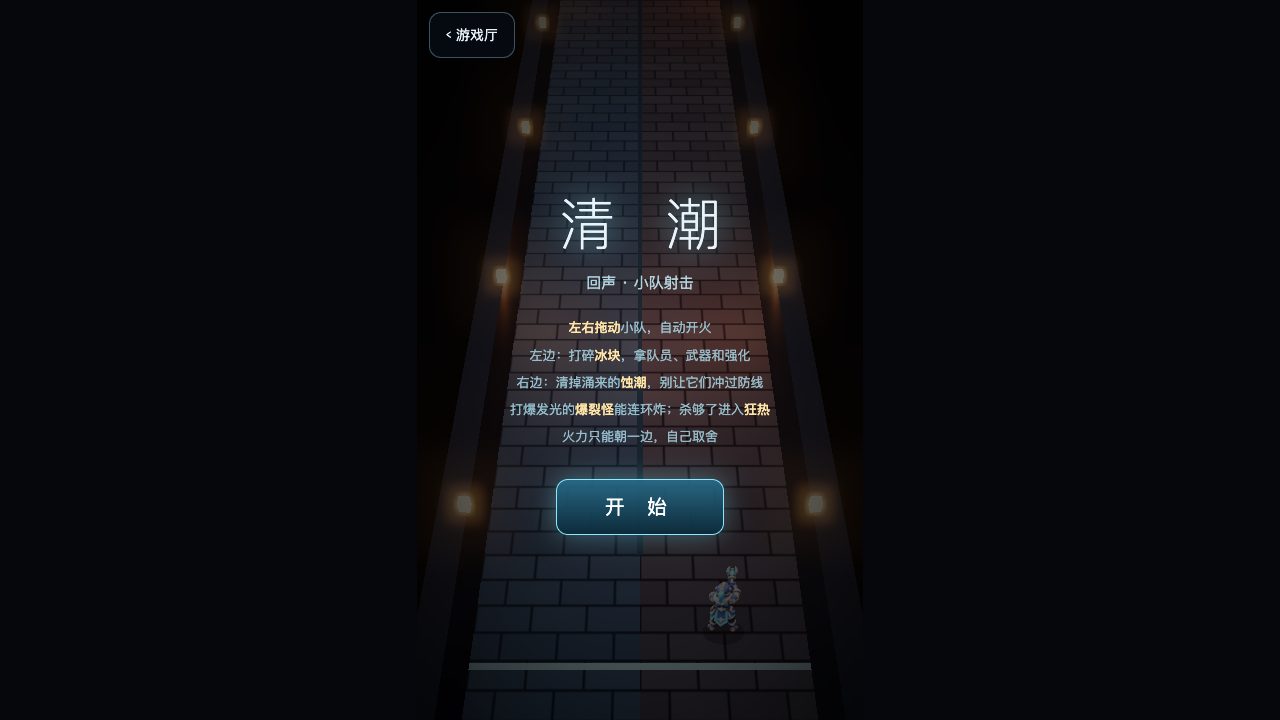 < 游戏厅
清 潮
回声 · 小队射击
左右拖动小队，自动开火
左边：打碎冰块，拿队员、武器和强化
右边：清掉涌来的蚀潮，别让它们冲过防线
打爆发光的爆裂怪能连环炸；杀够了进入狂热
火力只能朝一边，自己取舍
开 始